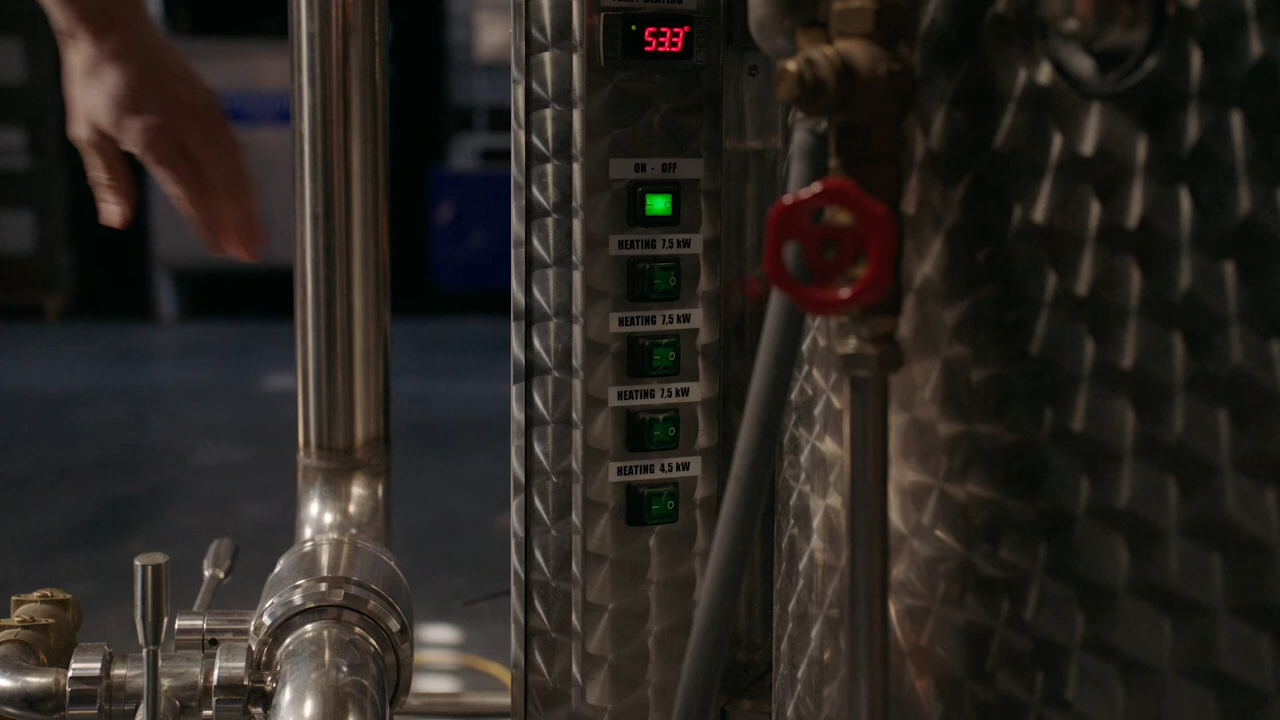 53.3°
ON - OFF
HEATING 7,5 kW
HEATING 7,5 kW
HEATING 7,5 kW
HEATING 4,5 kW